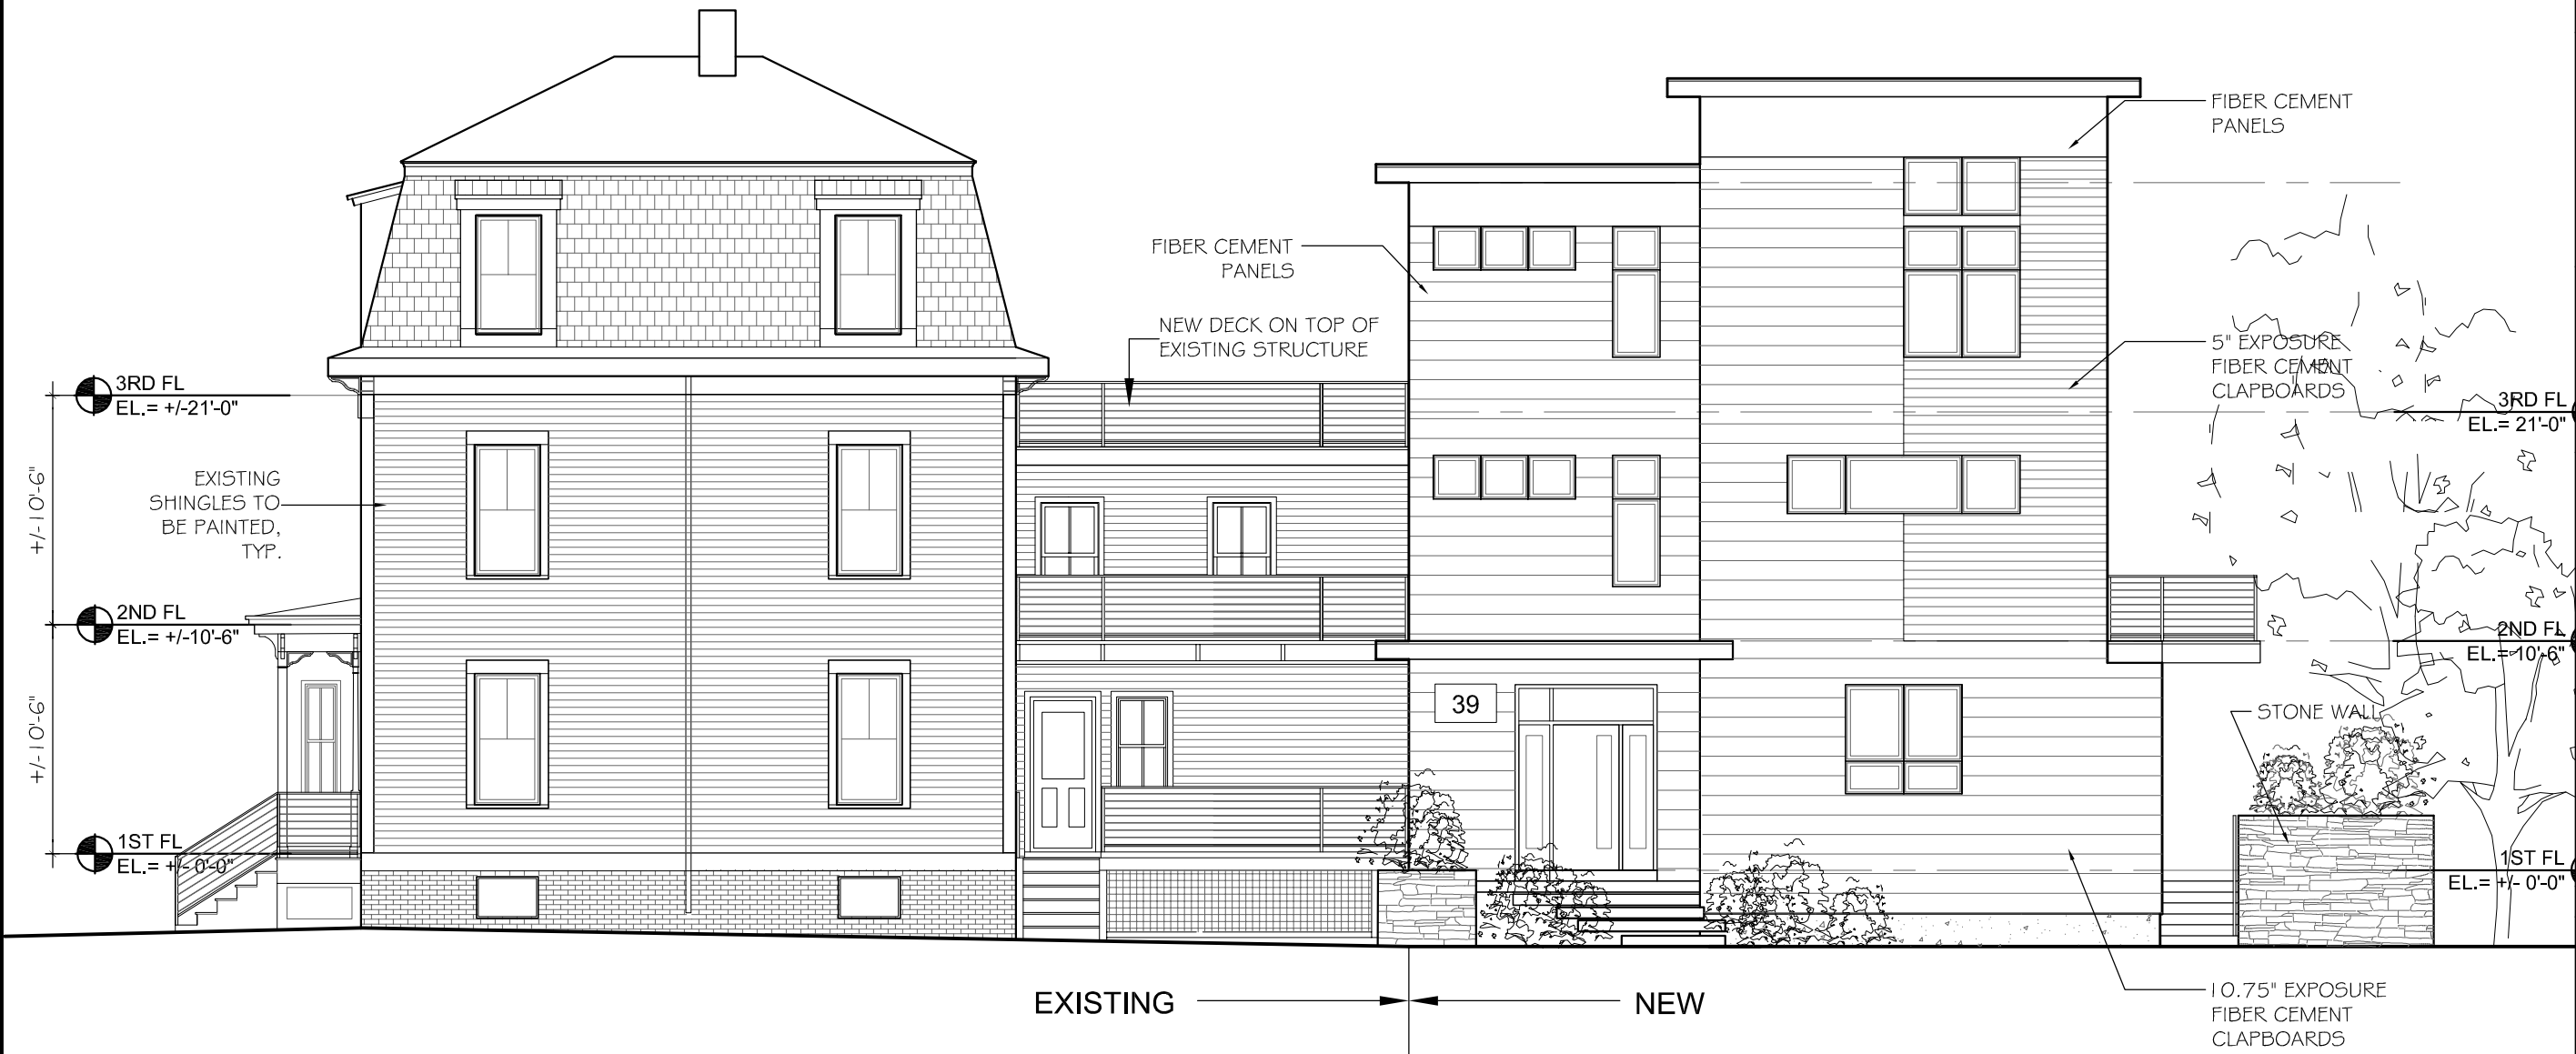 FIBER CEMENT
PANELS
FIBER CEMENT
PANELS
NEW DECK ON TOP OF
EXISTING STRUCTURE
5" EXPOSURE
FIBER CEMENT
CLAPBOARDS
3RD FL
EL.= +/-21'-0"
3RD FL
EL.= 21'-0"
+/-10'-6"
EXISTING
SHINGLES TO
BE PAINTED,
TYP.
2ND FL
EL.= +/-10'-6"
2ND FL
EL.= 10'-6"
+/-10'-6"
39
STONE WALL
1ST FL
EL.= +/- 0'-0"
1ST FL
EL.= +/- 0'-0"
EXISTING
NEW
10.75" EXPOSURE
FIBER CEMENT
CLAPBOARDS